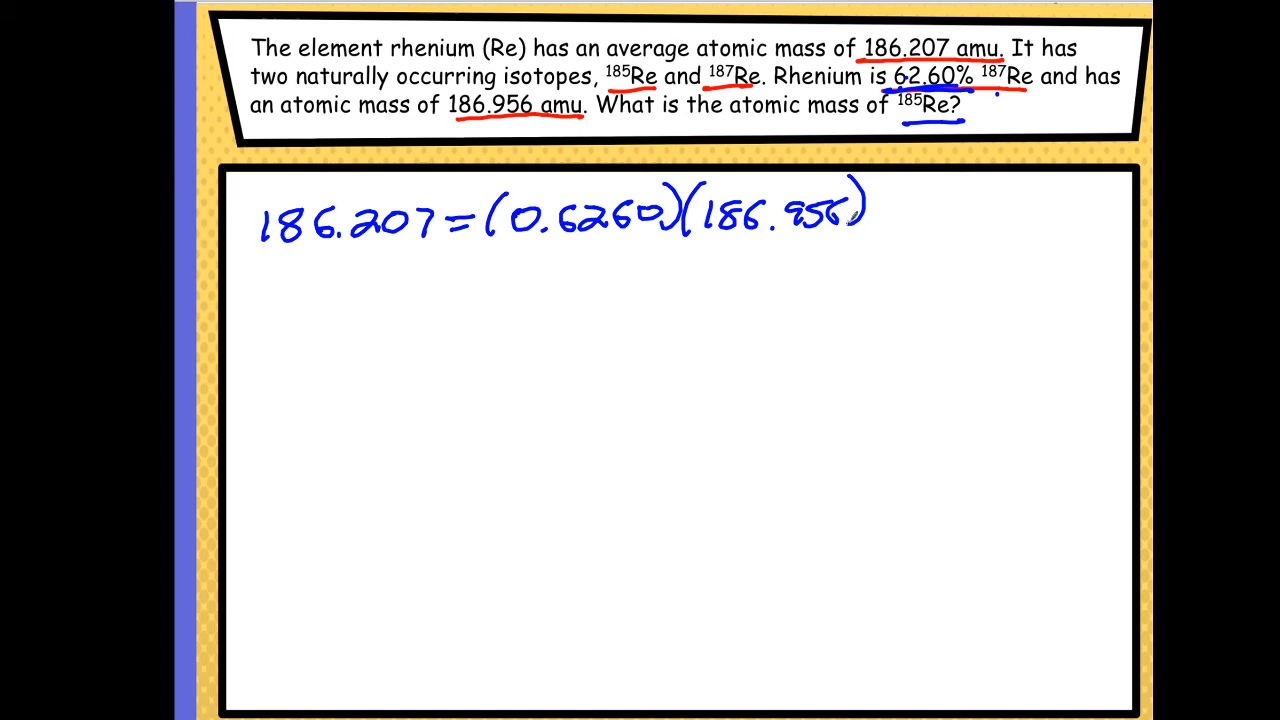 The element rhenium (Re) has an average atomic mass of 186.207 amu. It has
two naturally occurring isotopes, ¹⁸⁵Re and ¹⁸⁷Re. Rhenium is 62.60% ¹⁸⁷Re and has
an atomic mass of 186.956 amu. What is the atomic mass of ¹⁸⁵Re?
186.207 = (0.6260)(186.956)